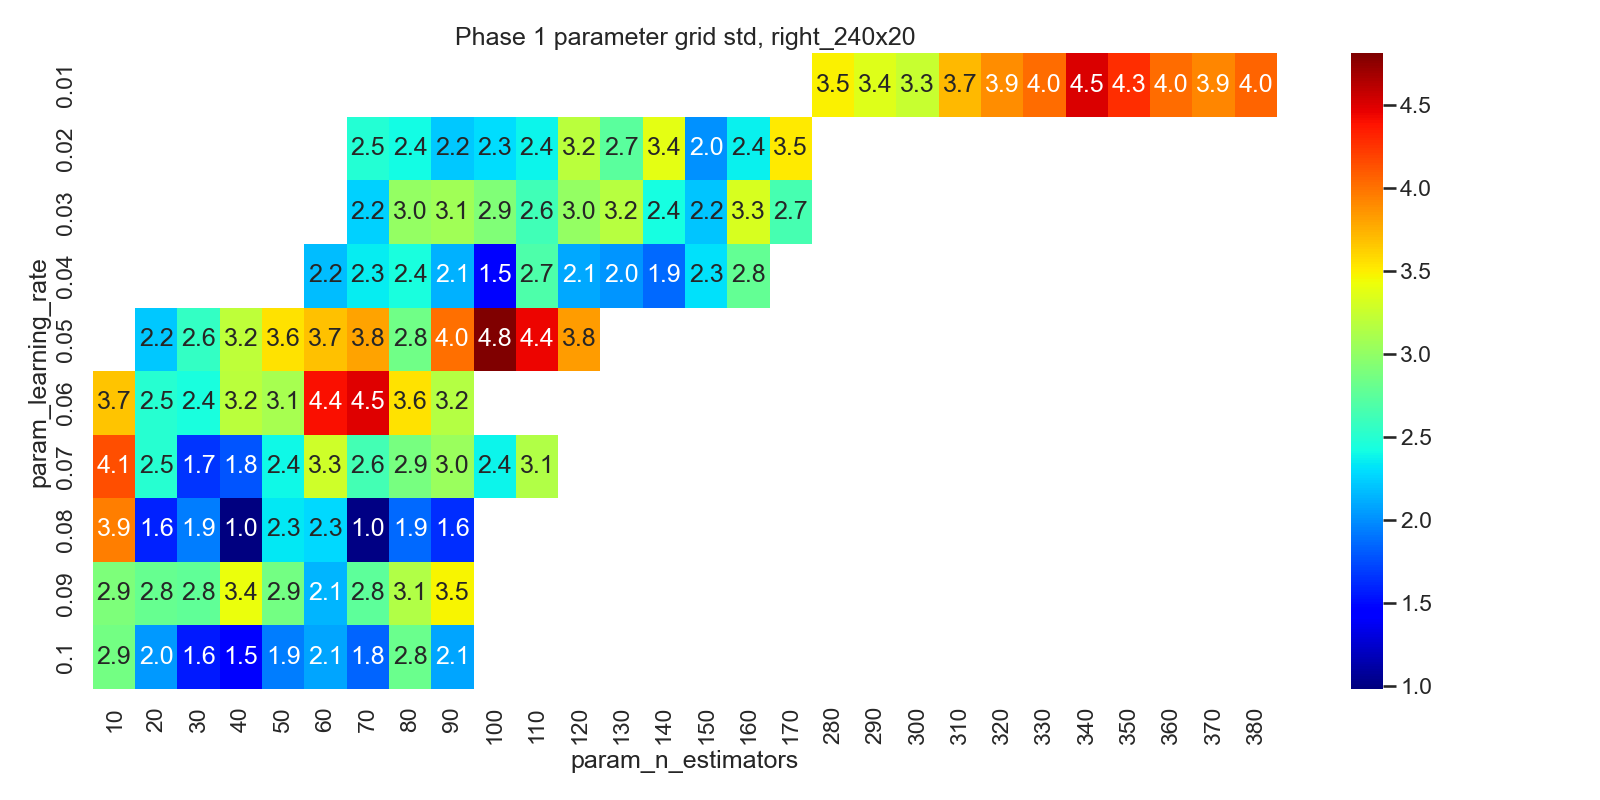 Phase 1 parameter grid std, right_240x20
param_learning_rate
0.01 3.5 3.4 3.3 3.7 3.9 4.0 4.5 4.3 4.0 3.9 4.0
0.02 2.5 2.4 2.2 2.3 2.4 3.2 2.7 3.4 2.0 2.4 3.5
0.03 2.2 3.0 3.1 2.9 2.6 3.0 3.2 2.4 2.2 3.3 2.7
0.04 2.2 2.3 2.4 2.1 1.5 2.7 2.1 2.0 1.9 2.3 2.8
0.05 2.2 2.6 3.2 3.6 3.7 3.8 2.8 4.0 4.8 4.4 3.8
0.06 3.7 2.5 2.4 3.2 3.1 4.4 4.5 3.6 3.2
0.07 4.1 2.5 1.7 1.8 2.4 3.3 2.6 2.9 3.0 2.4 3.1
0.08 3.9 1.6 1.9 1.0 2.3 2.3 1.0 1.9 1.6
0.09 2.9 2.8 2.8 3.4 2.9 2.1 2.8 3.1 3.5
0.1 2.9 2.0 1.6 1.5 1.9 2.1 1.8 2.8 2.1
10 20 30 40 50 60 70 80 90 100 110 120 130 140 150 160 170 280 290 300 310 320 330 340 350 360 370 380
param_n_estimators
4.5
4.0
3.5
3.0
2.5
2.0
1.5
1.0